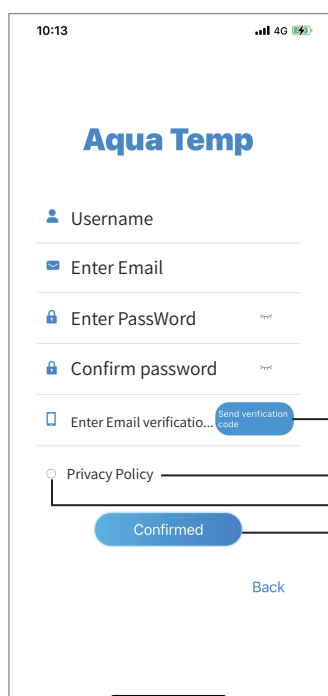 10:13
4G
Aqua Temp
Username
Enter Email
Enter PassWord
Confirm password
Enter Email verificatio...
Send verification
code
Privacy Policy
Confirmed
Back